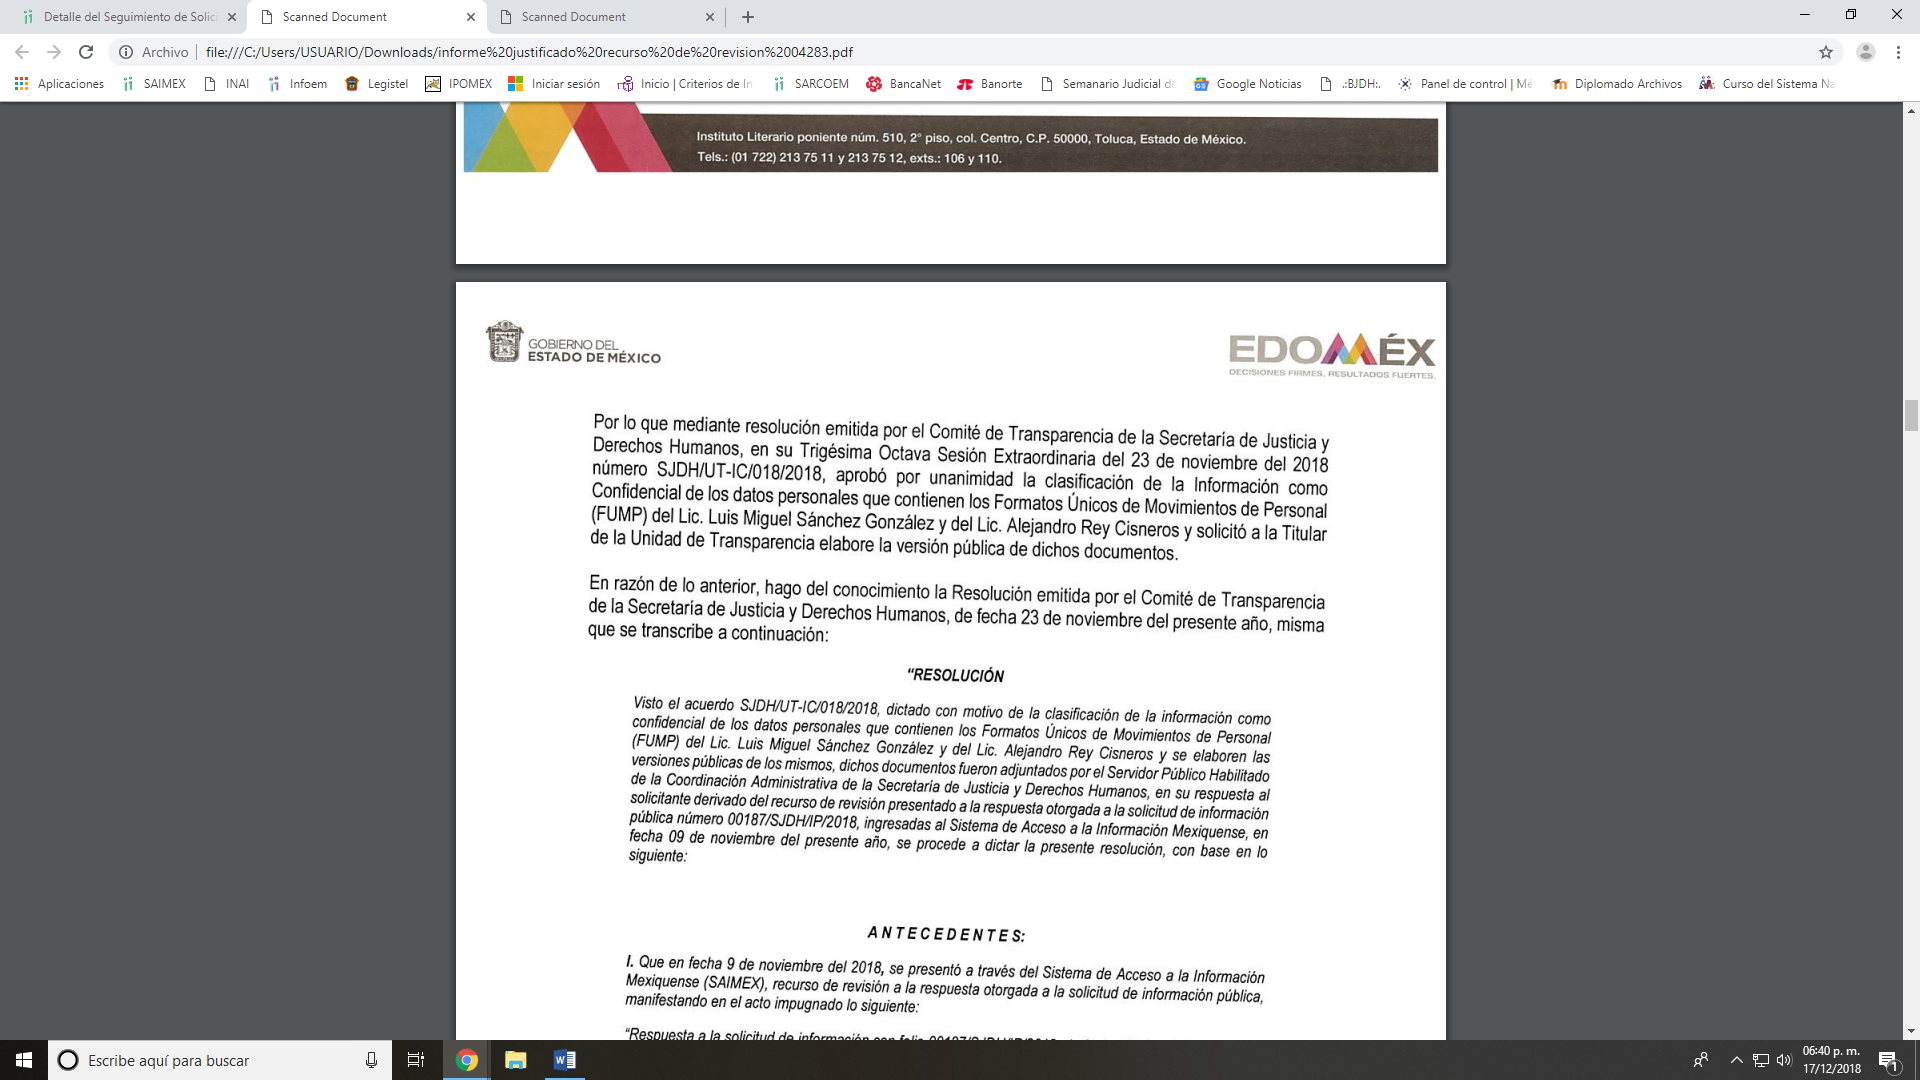 Detalle del Seguimiento de Solici
Scanned Document
Scanned Document
Archivo
file:///C:/Users/USUARIO/Downloads/informe%20justificado%20recurso%20de%20revision%2004283.pdf
Aplicaciones
SAIMEX
INAI
Infoem
Legistel
IPOMEX
Iniciar sesión
Inicio | Criterios de In
SARCOEM
BancaNet
Banorte
Semanario Judicial de
Google Noticias
.:BJDH:.
Panel de control | Mé
Diplomado Archivos
Curso del Sistema Na
Instituto Literario poniente núm. 510, 2° piso, col. Centro, C.P. 50000, Toluca, Estado de México.
Tels.: (01 722) 213 75 11 y 213 75 12, exts.: 106 y 110.
GOBIERNO DEL
ESTADO DE MÉXICO
EDOMÉX
DECISIONES FIRMES, RESULTADOS FUERTES.
Por lo que mediante resolución emitida por el Comité de Transparencia de la Secretaría de Justicia y
Derechos Humanos, en su Trigésima Octava Sesión Extraordinaria del 23 de noviembre del 2018
número SJDH/UT-IC/018/2018, aprobó por unanimidad la clasificación de la Información como
Confidencial de los datos personales que contienen los Formatos Únicos de Movimientos de Personal
(FUMP) del Lic. Luis Miguel Sánchez González y del Lic. Alejandro Rey Cisneros y solicitó a la Titular
de la Unidad de Transparencia elabore la versión pública de dichos documentos.
En razón de lo anterior, hago del conocimiento la Resolución emitida por el Comité de Transparencia
de la Secretaría de Justicia y Derechos Humanos, de fecha 23 de noviembre del presente año, misma
que se transcribe a continuación:
“RESOLUCIÓN
Visto el acuerdo SJDH/UT-IC/018/2018, dictado con motivo de la clasificación de la información como
confidencial de los datos personales que contienen los Formatos Únicos de Movimientos de Personal
(FUMP) del Lic. Luis Miguel Sánchez González y del Lic. Alejandro Rey Cisneros y se elaboren las
versiones públicas de los mismos, dichos documentos fueron adjuntados por el Servidor Público Habilitado
de la Coordinación Administrativa de la Secretaría de Justicia y Derechos Humanos, en su respuesta al
solicitante derivado del recurso de revisión presentado a la respuesta otorgada a la solicitud de información
pública número 00187/SJDH/IP/2018, ingresadas al Sistema de Acceso a la Información Mexiquense, en
fecha 09 de noviembre del presente año, se procede a dictar la presente resolución, con base en lo
siguiente:
A N T E C E D E N T E S:
I. Que en fecha 9 de noviembre del 2018, se presentó a través del Sistema de Acceso a la Información
Mexiquense (SAIMEX), recurso de revisión a la respuesta otorgada a la solicitud de información pública,
manifestando en el acto impugnado lo siguiente:
“Respuesta a la solicitud de información con folio 00187/SJDH/IP/2018
Escribe aquí para buscar
06:40 p. m.
17/12/2018
1